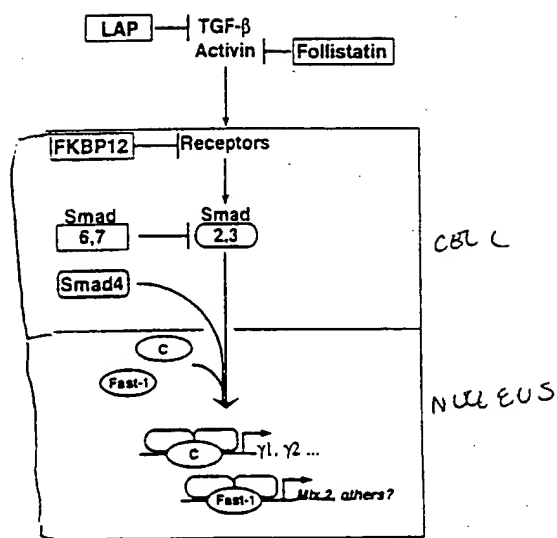 LAP TGF-β
Activin Follistatin
FKBP12 Receptors
Smad Smad
6,7 2,3
CELL
Smad4
C
Fast-1
NUCLEUS
C γ1, γ2 ...
Fast-1 Mix.2, others?